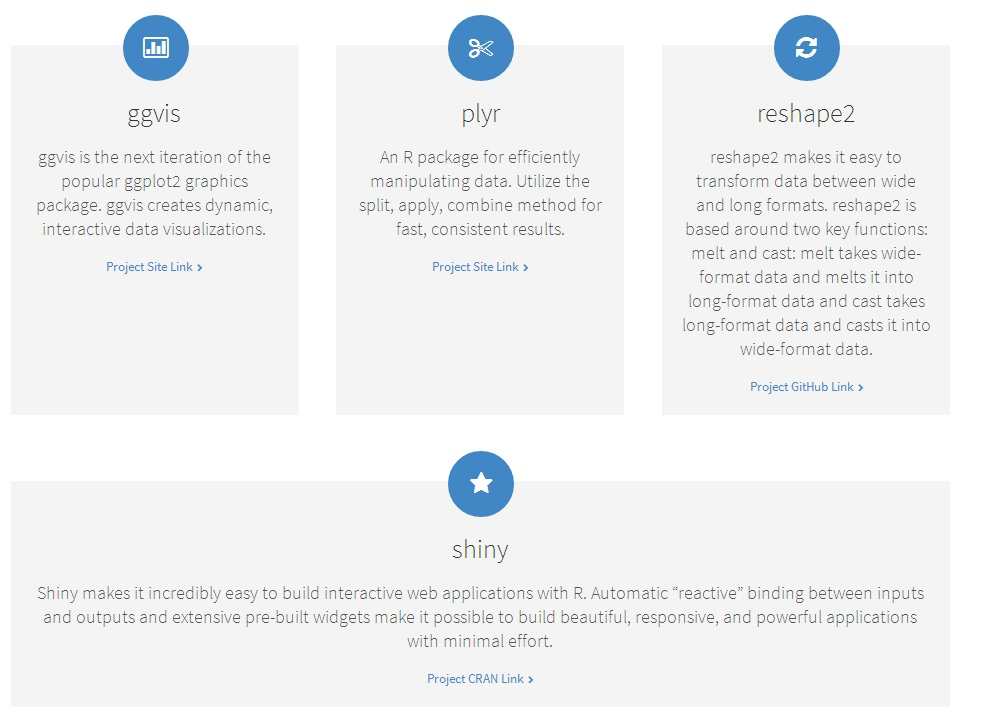 ggvis
ggvis is the next iteration of the
popular ggplot2 graphics
package. ggvis creates dynamic,
interactive data visualizations.
Project Site Link
plyr
An R package for efficiently
manipulating data. Utilize the
split, apply, combine method for
fast, consistent results.
Project Site Link
reshape2
reshape2 makes it easy to
transform data between wide
and long formats. reshape2 is
based around two key functions:
melt and cast: melt takes wide-
format data and melts it into
long-format data and cast takes
long-format data and casts it into
wide-format data.
Project GitHub Link
shiny
Shiny makes it incredibly easy to build interactive web applications with R. Automatic “reactive” binding between inputs
and outputs and extensive pre-built widgets make it possible to build beautiful, responsive, and powerful applications
with minimal effort.
Project CRAN Link